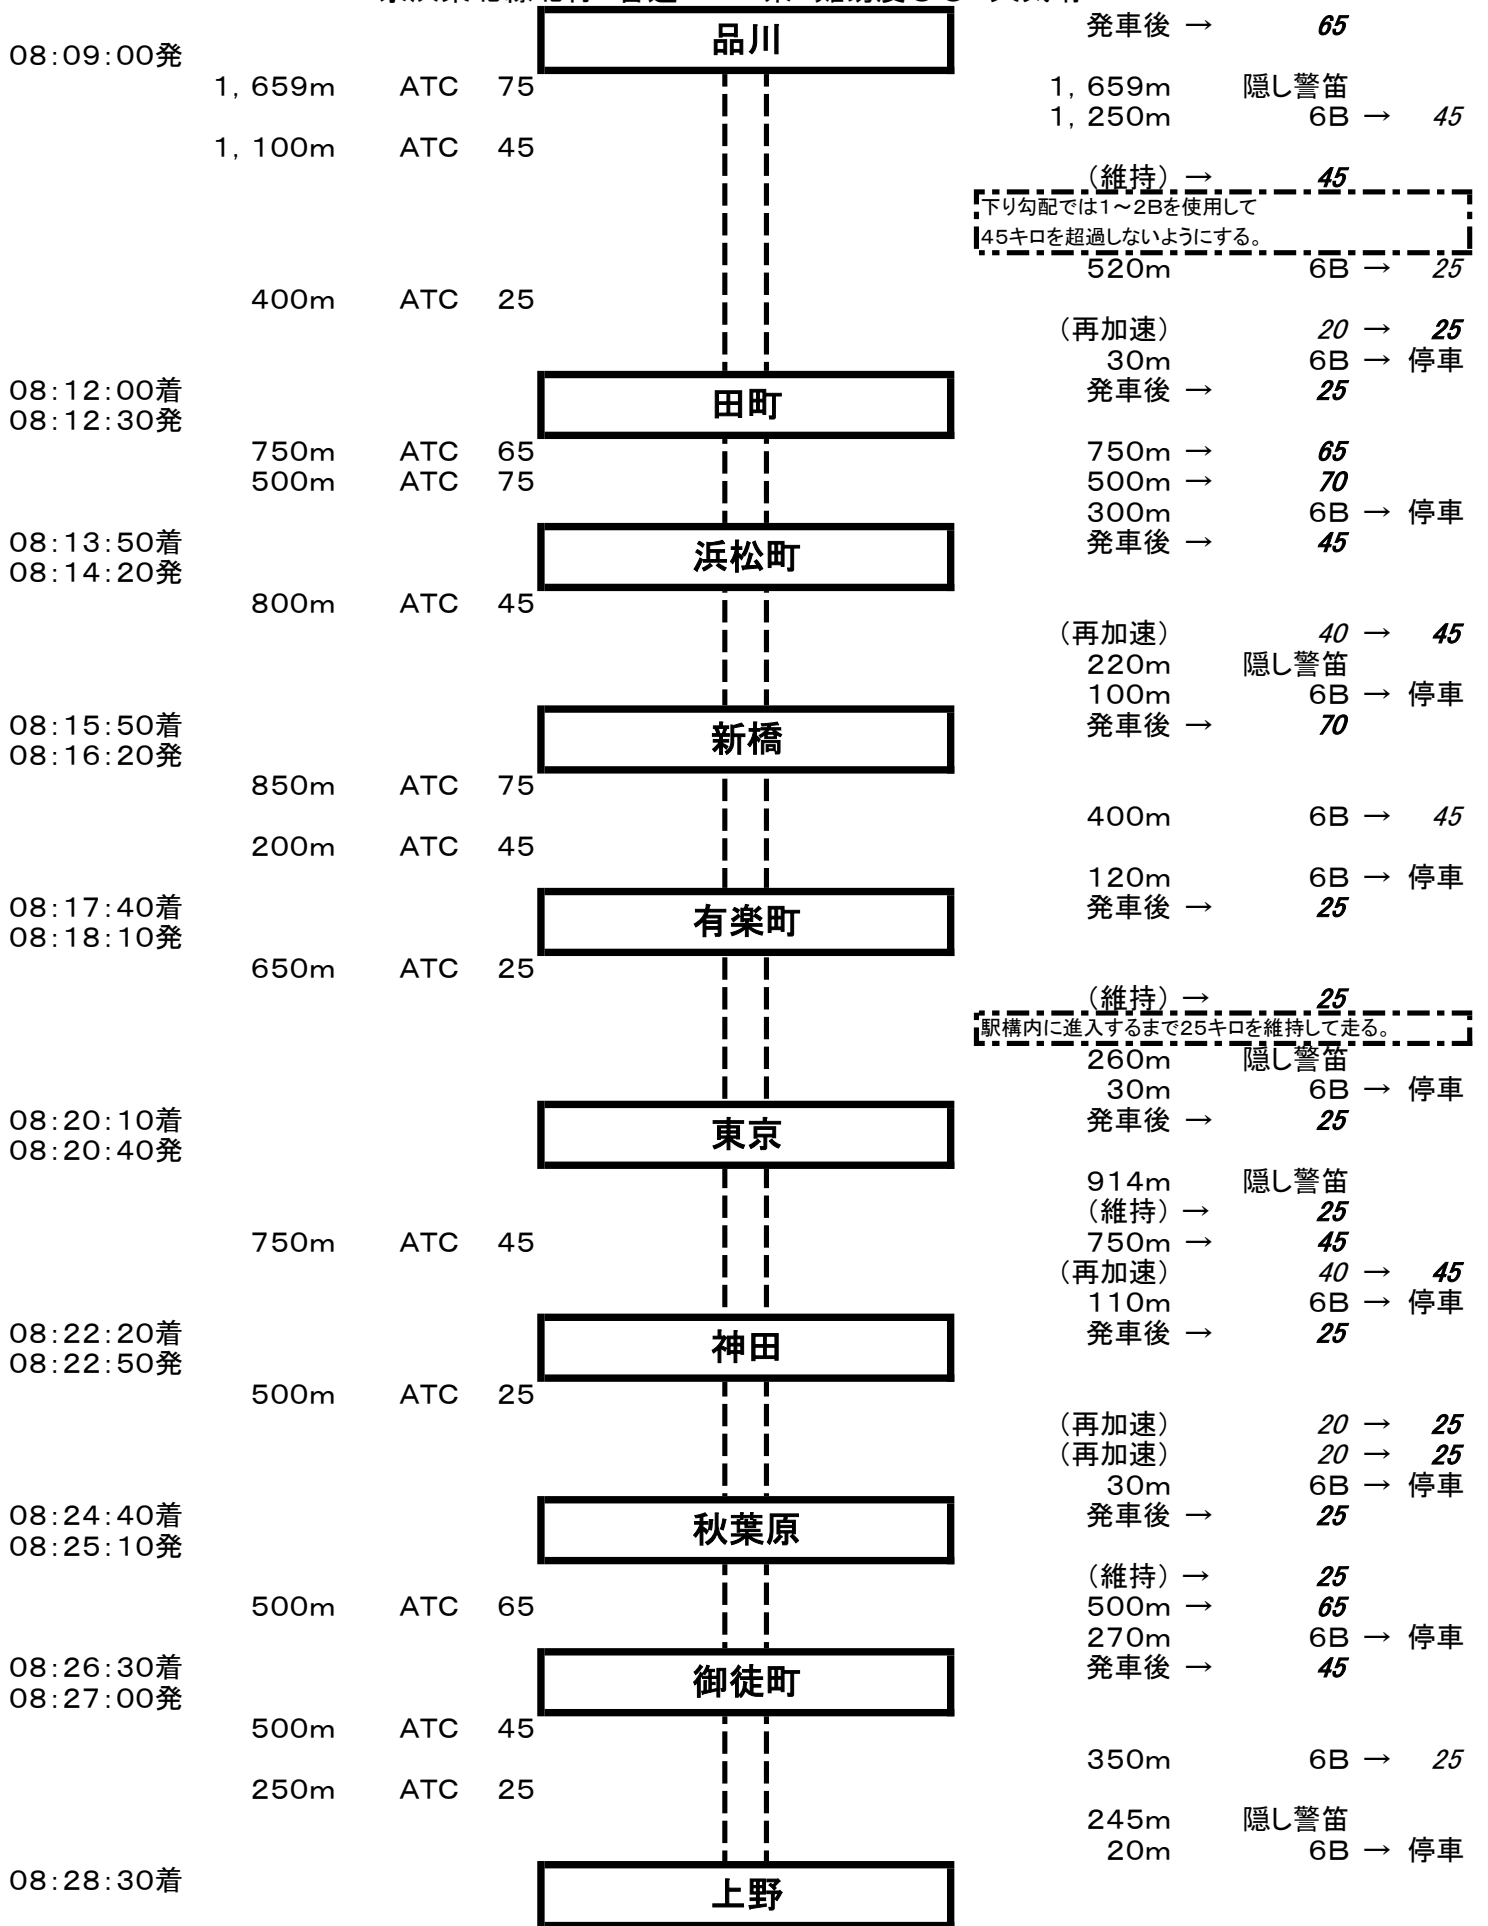 品川
発車後 → 65
08:09:00発
1,659m ATC 75
1,659m 隠し警笛
1,250m 6B → 45
1,100m ATC 45
(維持) → 45
下り勾配では1~2Bを使用して
45キロを超過しないようにする。
520m 6B → 25
400m ATC 25
(再加速) 20 → 25
30m 6B → 停車
08:12:00着
田町
発車後 → 25
08:12:30発
750m ATC 65
750m → 65
500m ATC 75
500m → 70
300m 6B → 停車
08:13:50着
浜松町
発車後 → 45
08:14:20発
800m ATC 45
(再加速) 40 → 45
220m 隠し警笛
100m 6B → 停車
08:15:50着
新橋
発車後 → 70
08:16:20発
850m ATC 75
400m 6B → 45
200m ATC 45
120m 6B → 停車
08:17:40着
有楽町
発車後 → 25
08:18:10発
650m ATC 25
(維持) → 25
駅構内に進入するまで25キロを維持して走る。
260m 隠し警笛
30m 6B → 停車
08:20:10着
東京
発車後 → 25
08:20:40発
914m 隠し警笛
(維持) → 25
750m ATC 45
750m → 45
(再加速) 40 → 45
110m 6B → 停車
08:22:20着
神田
発車後 → 25
08:22:50発
500m ATC 25
(再加速) 20 → 25
(再加速) 20 → 25
30m 6B → 停車
08:24:40着
秋葉原
発車後 → 25
08:25:10発
(維持) → 25
500m ATC 65
500m → 65
270m 6B → 停車
08:26:30着
御徒町
発車後 → 45
08:27:00発
500m ATC 45
350m 6B → 25
250m ATC 25
245m 隠し警笛
20m 6B → 停車
08:28:30着
上野